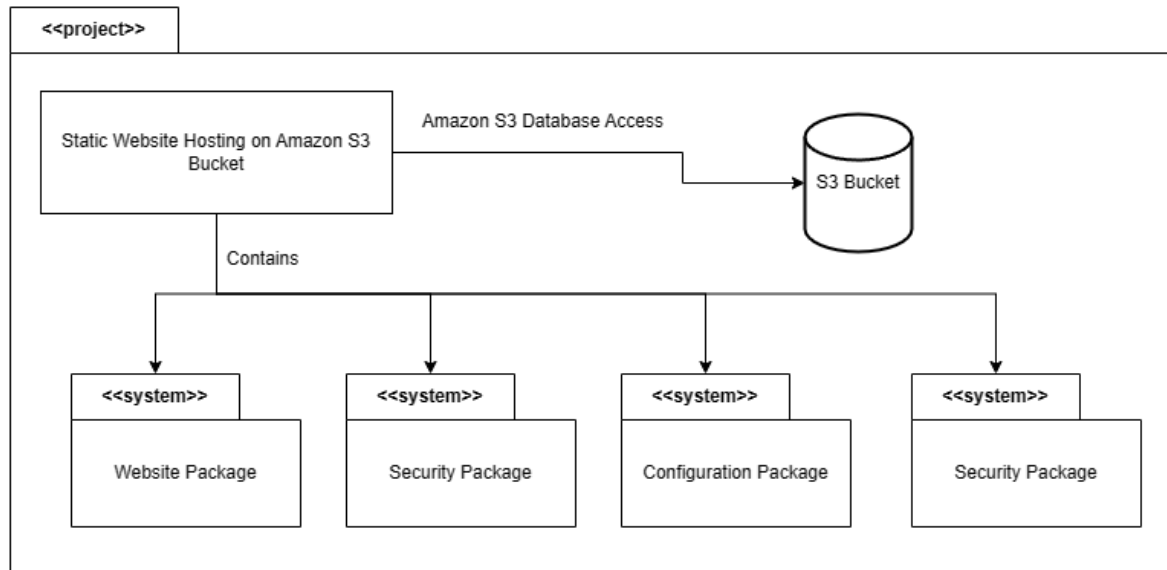 <<project>>
Static Website Hosting on Amazon S3
Bucket
Amazon S3 Database Access
S3 Bucket
Contains
<<system>>
Website Package
<<system>>
Security Package
<<system>>
Configuration Package
<<system>>
Security Package